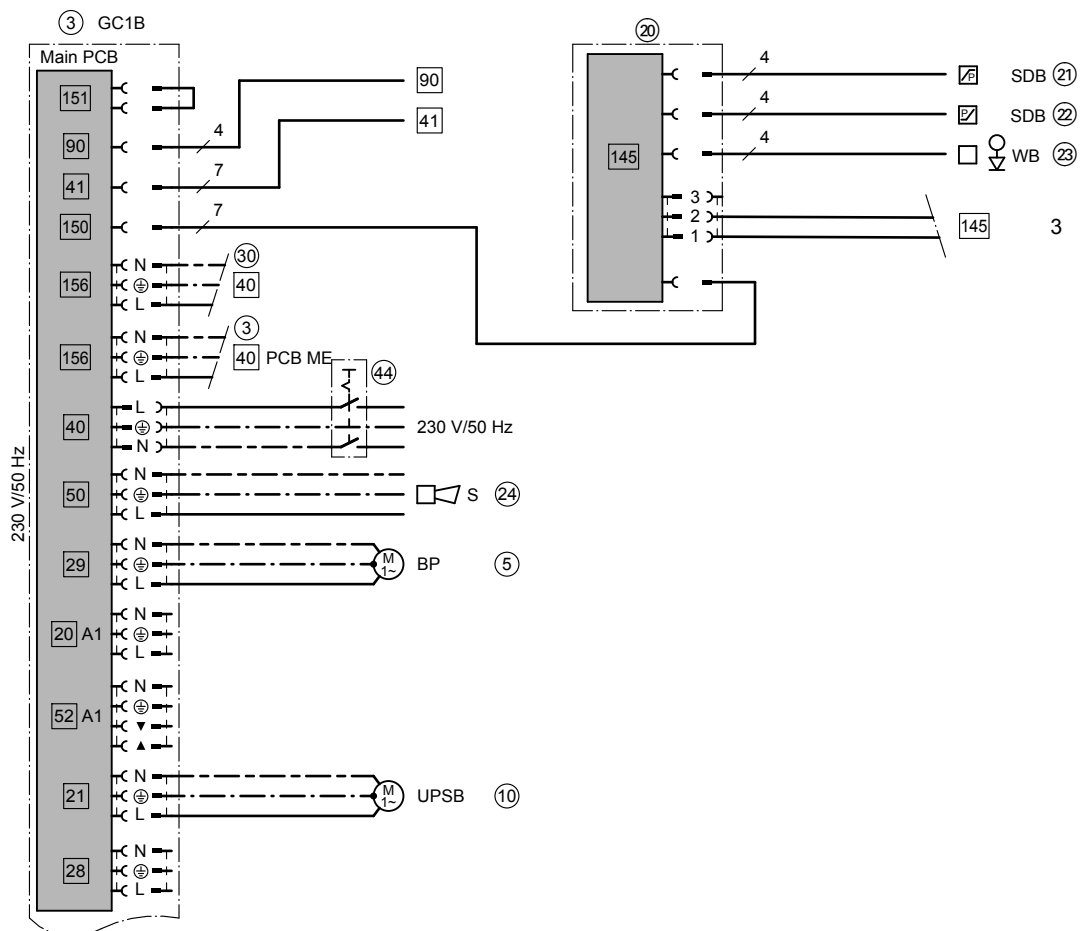 ③ GC1B
Main PCB
151
90 4 90
41 7 41
150 7
156 N
⏚ 40 ㉚
L
156 N ③
⏚ 40 PCB ME
L
㊹
40 L
⏚ 230 V/50 Hz
N
230 V/50 Hz
50 N
⏚ S ㉔
L
29 N
⏚ M 1~ BP ⑤
L
20 A1 N
⏚
L
52 A1 N
⏚
▼
▲
21 N
⏚ M 1~ UPSB ⑩
L
28 N
⏚
L
⑳
4 P SDB ㉑
4 P SDB ㉒
145 4 WB ㉓
3
2 145 3
1